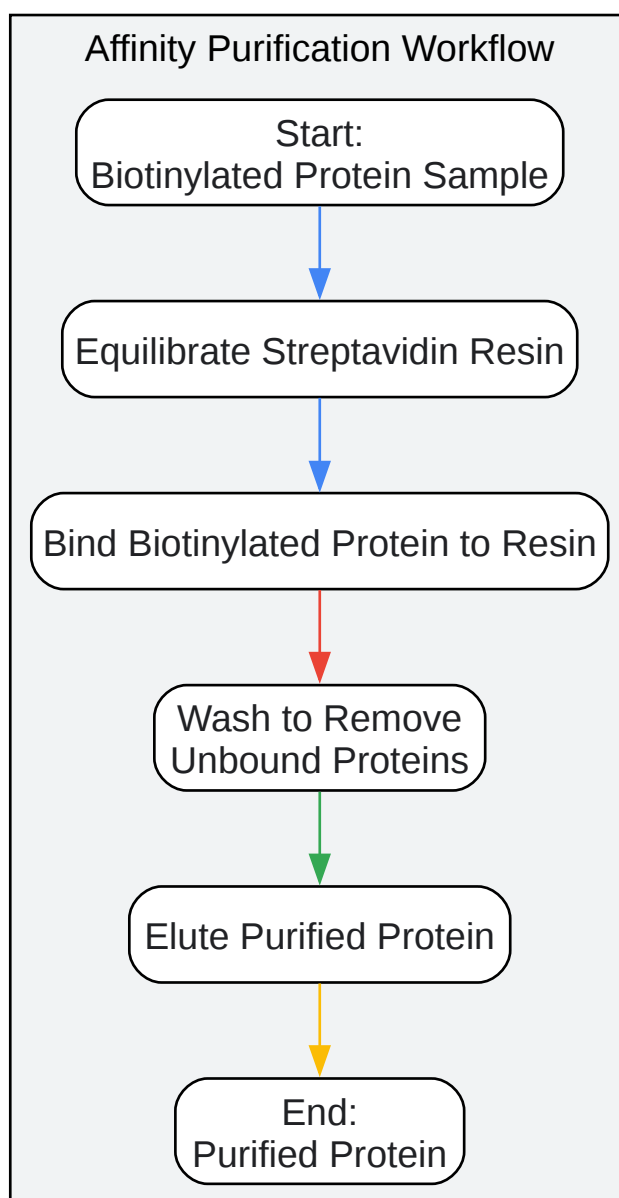 Affinity Purification Workflow
Start:
Biotinylated Protein Sample
Equilibrate Streptavidin Resin
Bind Biotinylated Protein to Resin
Wash to Remove
Unbound Proteins
Elute Purified Protein
End:
Purified Protein